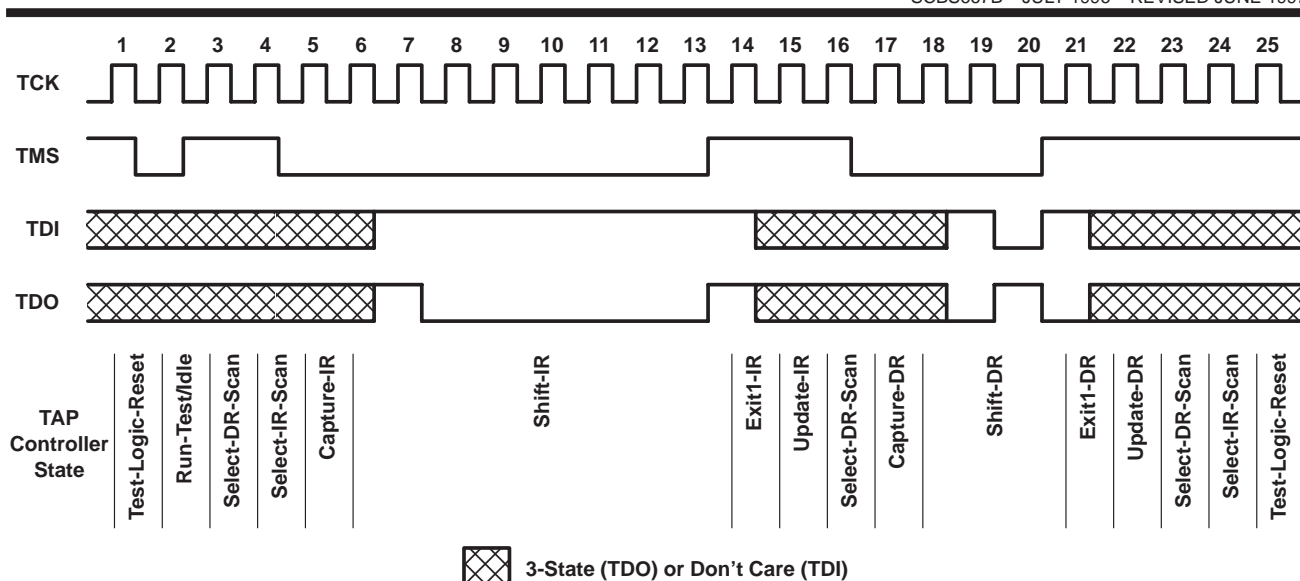 1 2 3 4 5 6 7 8 9 10 11 12 13 14 15 16 17 18 19 20 21 22 23 24 25
TCK
TMS
TDI
TDO
TAP
Controller
State
Test-Logic-Reset
Run-Test/Idle
Select-DR-Scan
Select-IR-Scan
Capture-IR
Shift-IR
Exit1-IR
Update-IR
Select-DR-Scan
Capture-DR
Shift-DR
Exit1-DR
Update-DR
Select-DR-Scan
Select-IR-Scan
Test-Logic-Reset
3-State (TDO) or Don't Care (TDI)